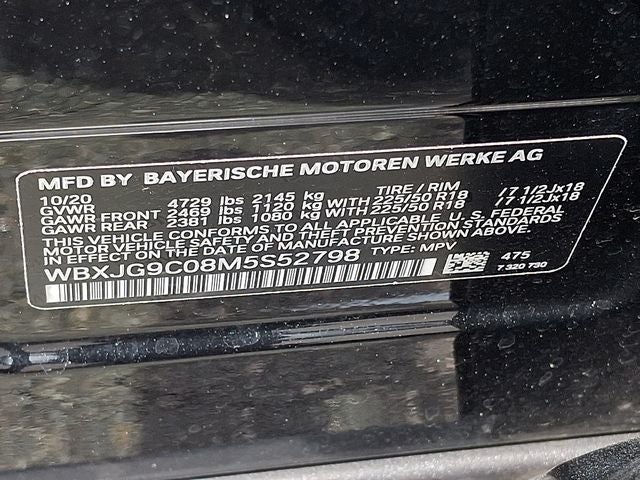 MFD BY BAYERISCHE MOTOREN WERKE AG
10/20 TIRE / RIM
GVWR 4729 lbs 2145 kg
GAWR FRONT 2469 lbs 1120 kg WITH 225/50 R18 /7 1/2Jx18
GAWR REAR 2381 lbs 1080 kg WITH 225/50 R18 /7 1/2Jx18
THIS VEHICLE CONFORMS TO ALL APPLICABLE U. S. FEDERAL
MOTOR VEHICLE SAFETY AND THEFT PREVENTION STANDARDS
IN EFFECT ON THE DATE OF MANUFACTURE SHOWN ABOVE.
WBXJG9C08M5S52798 TYPE: MPV
475
7 320 730